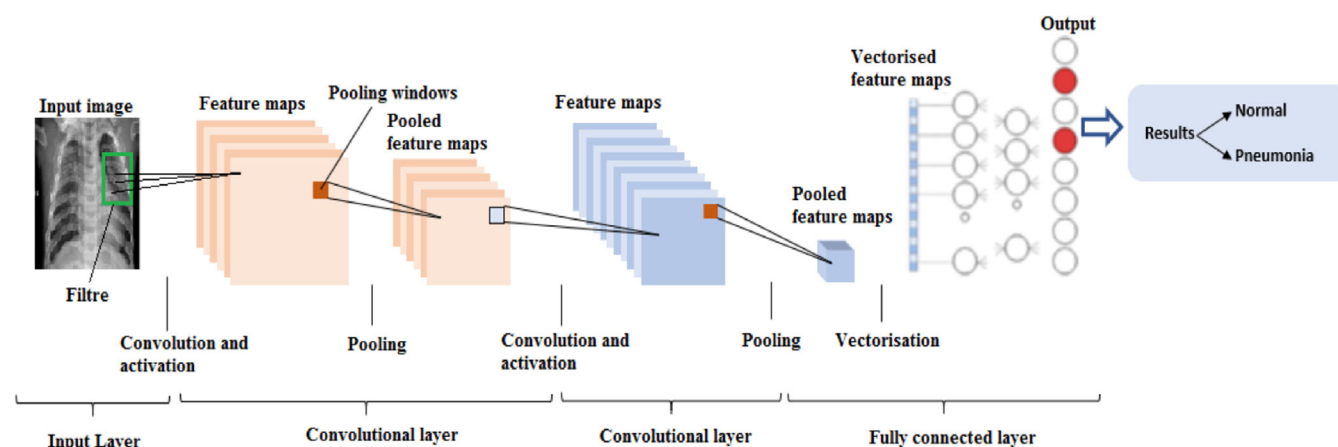 Output
Vectorised
feature maps
Input image
Feature maps
Pooling windows
Pooled
feature maps
Feature maps
Pooled
feature maps
Results
Normal
Pneumonia
Filtre
Convolution and
activation
Pooling
Convolution and
activation
Pooling
Vectorisation
Input Layer
Convolutional layer
Convolutional layer
Fully connected layer